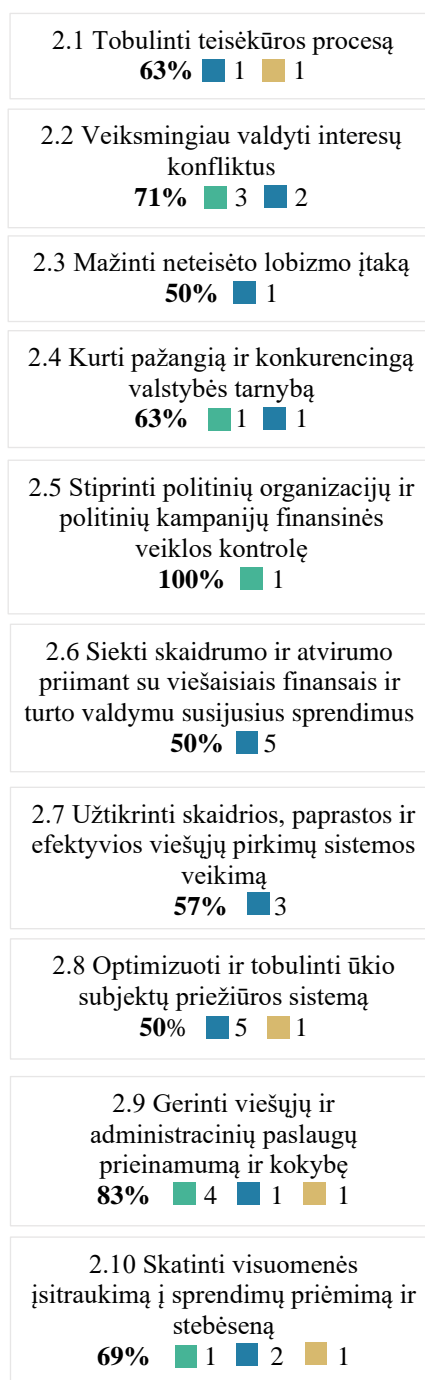 2.1 Tobulinti teisėkūros procesą
63% 1 1
2.2 Veiksmingiau valdyti interesų
konfliktus
71% 3 2
2.3 Mažinti neteisėto lobizmo įtaką
50% 1
2.4 Kurti pažangią ir konkurencingą
valstybės tarnybą
63% 1 1
2.5 Stiprinti politinių organizacijų ir
politinių kampanijų finansinės
veiklos kontrolę
100% 1
2.6 Siekti skaidrumo ir atvirumo
priimant su viešaisiais finansais ir
turto valdymu susijusius sprendimus
50% 5
2.7 Užtikrinti skaidrios, paprastos ir
efektyvios viešųjų pirkimų sistemos
veikimą
57% 3
2.8 Optimizuoti ir tobulinti ūkio
subjektų priežiūros sistemą
50% 5 1
2.9 Gerinti viešųjų ir
administracinių paslaugų
prieinamumą ir kokybę
83% 4 1 1
2.10 Skatinti visuomenės
įsitraukimą į sprendimų priėmimą ir
stebėseną
69% 1 2 1